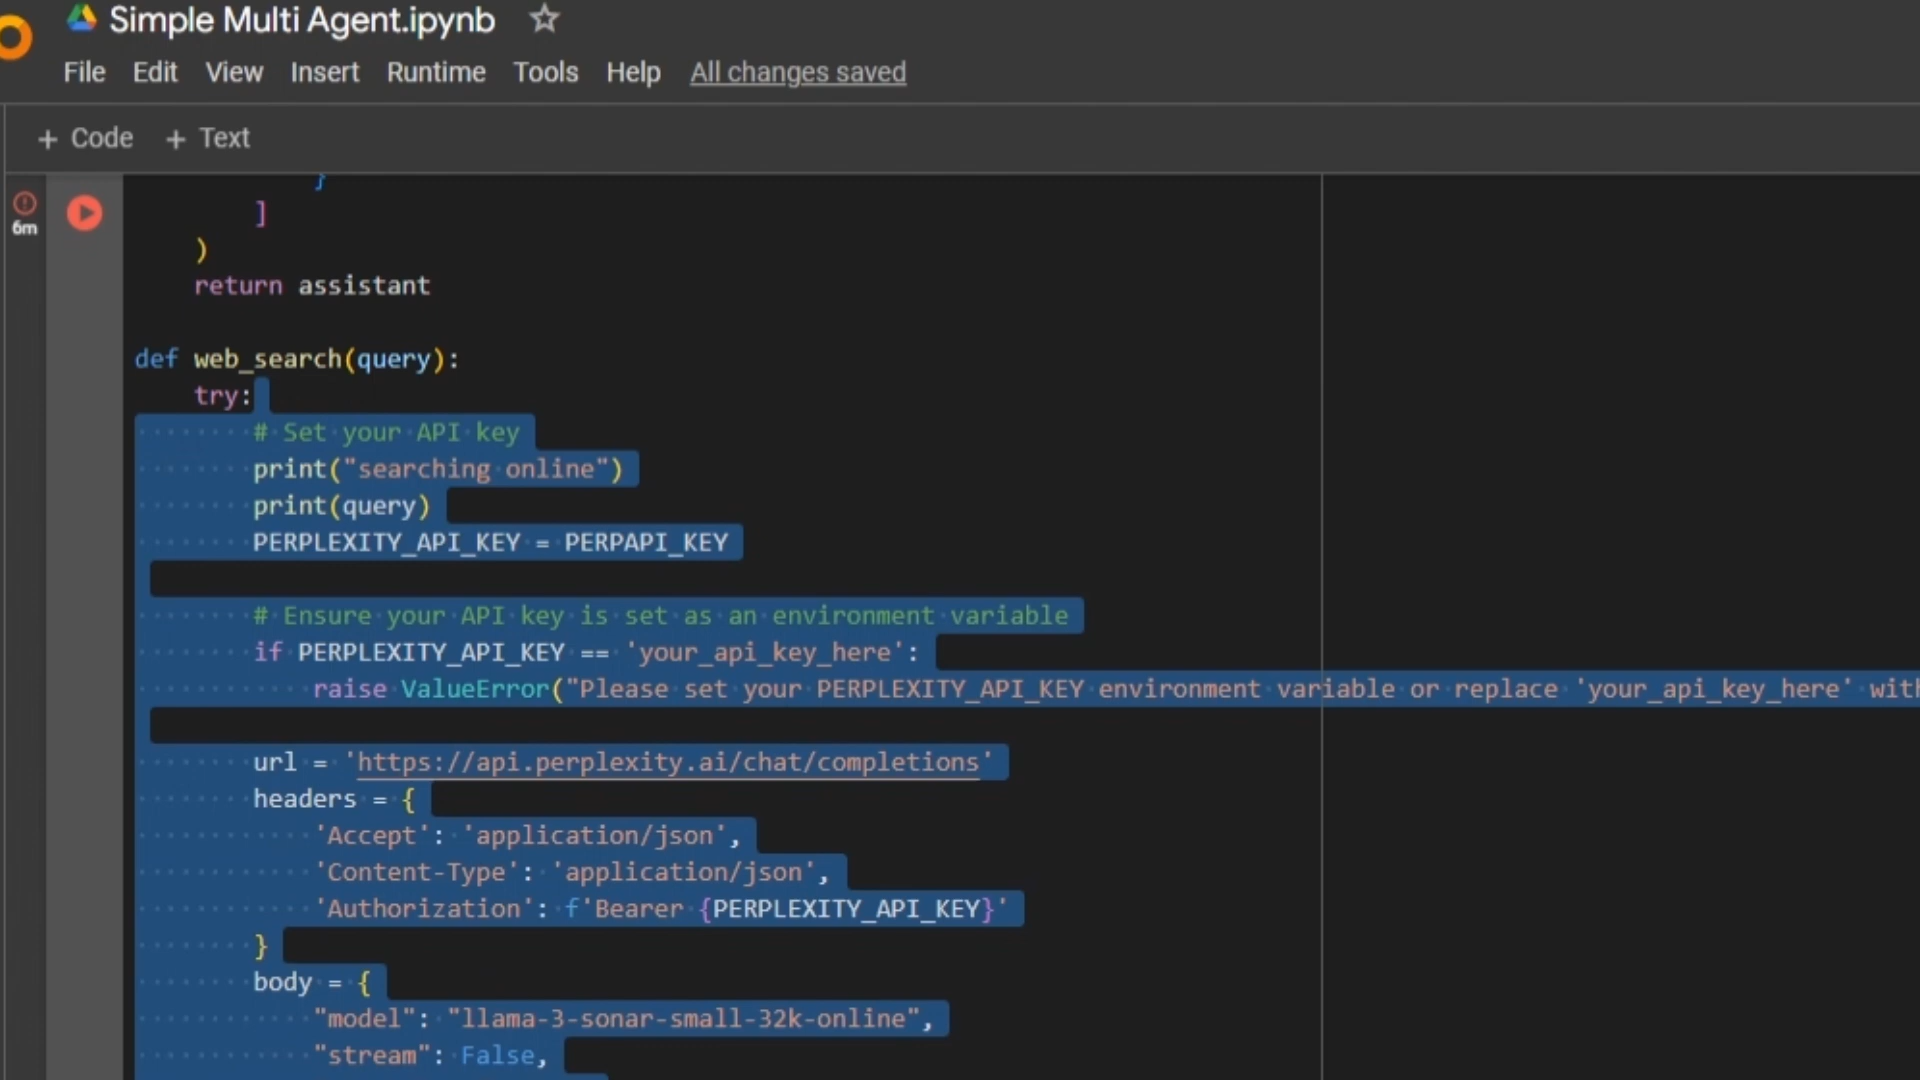 Simple Multi Agent.ipynb
File Edit View Insert Runtime Tools Help All changes saved
+ Code + Text
6m
}
]
)
return assistant
def web_search(query):
try:
# Set your API key
print("searching online")
print(query)
PERPLEXITY_API_KEY = PERPAPI_KEY
# Ensure your API key is set as an environment variable
if PERPLEXITY_API_KEY == 'your_api_key_here':
raise ValueError("Please set your PERPLEXITY_API_KEY environment variable or replace 'your_api_key_here' with
url = 'https://api.perplexity.ai/chat/completions'
headers = {
'Accept': 'application/json',
'Content-Type': 'application/json',
'Authorization': f'Bearer {PERPLEXITY_API_KEY}'
}
body = {
"model": "llama-3-sonar-small-32k-online",
"stream": False,